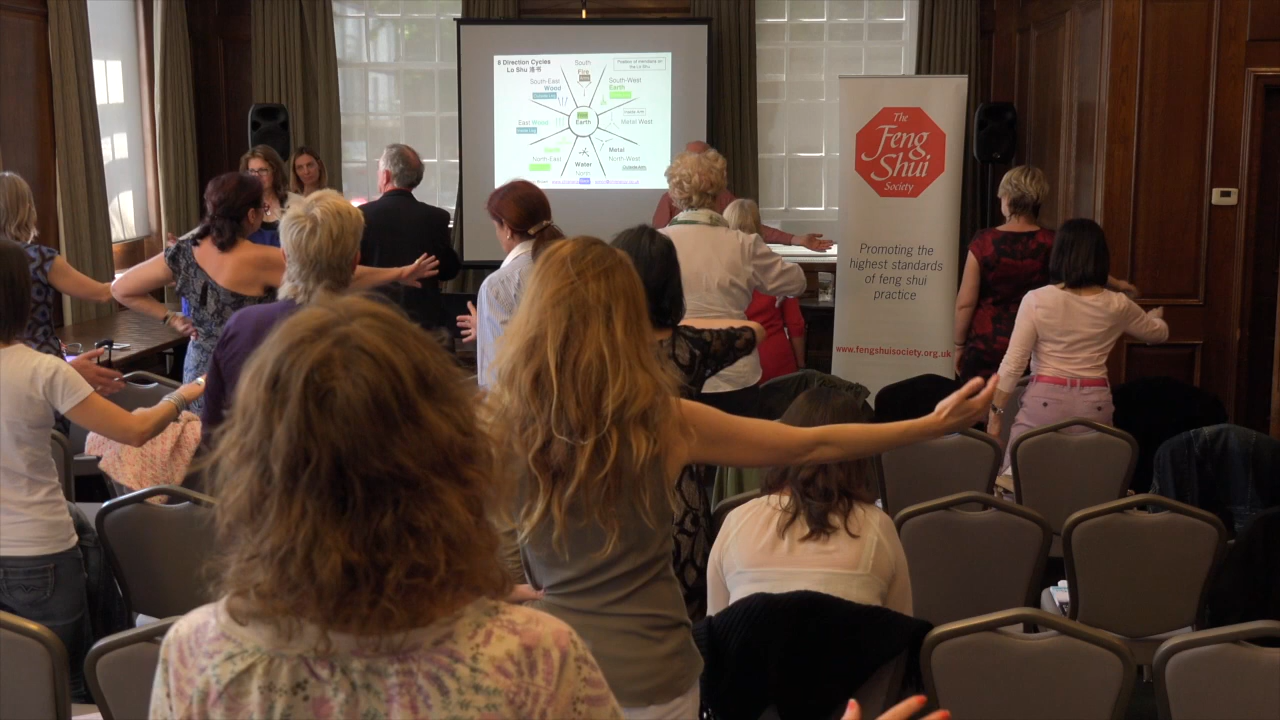 8 Direction Cycles
Lo Shu 洛书
South
Fire
South-East
Wood
South-West
Earth
East Wood
Earth
Metal West
North-East
Water
North
Metal
North-West
The
Feng
Shui
Society
Promoting the
highest standards
of feng shui
practice
www.fengshuisociety.org.uk